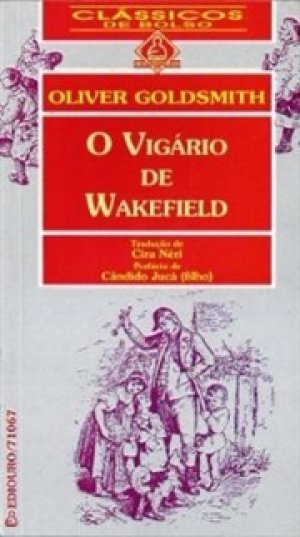 CLÁSSICOS
DE BOLSO
OLIVER GOLDSMITH
O VIGÁRIO
DE
WAKEFIELD
Tradução de
Cira Néri
Prefácio de
Cândido Jucá (filho)
EDIOURO/71067